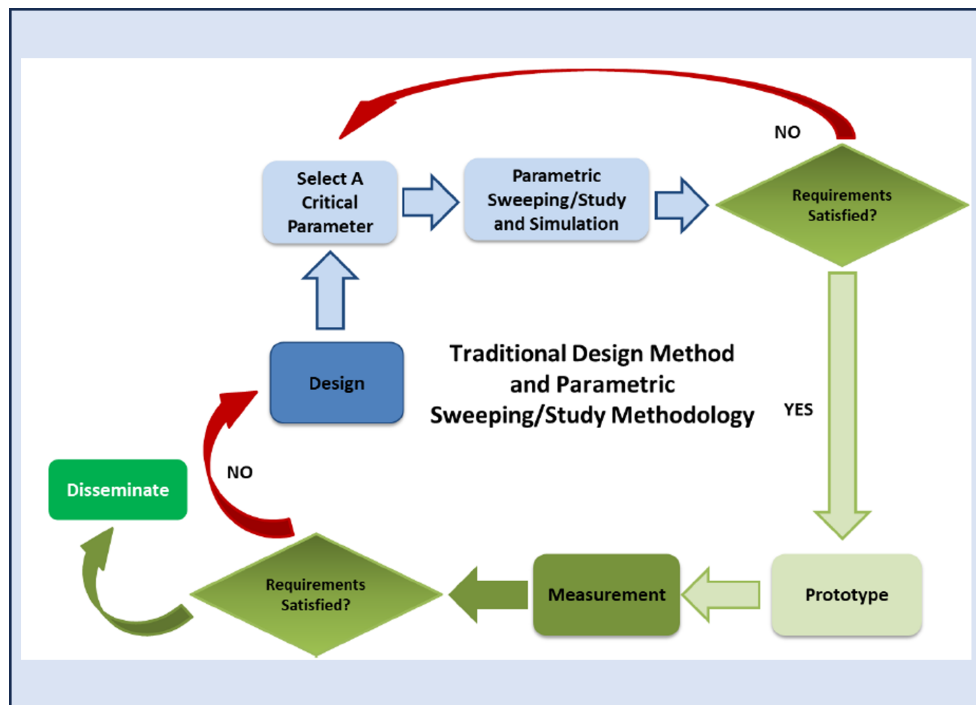 NO
Select A
Critical
Parameter
Parametric
Sweeping/Study
and Simulation
Requirements
Satisfied?
Design
Traditional Design Method
and Parametric
Sweeping/Study Methodology
YES
NO
Disseminate
Requirements
Satisfied?
Measurement
Prototype